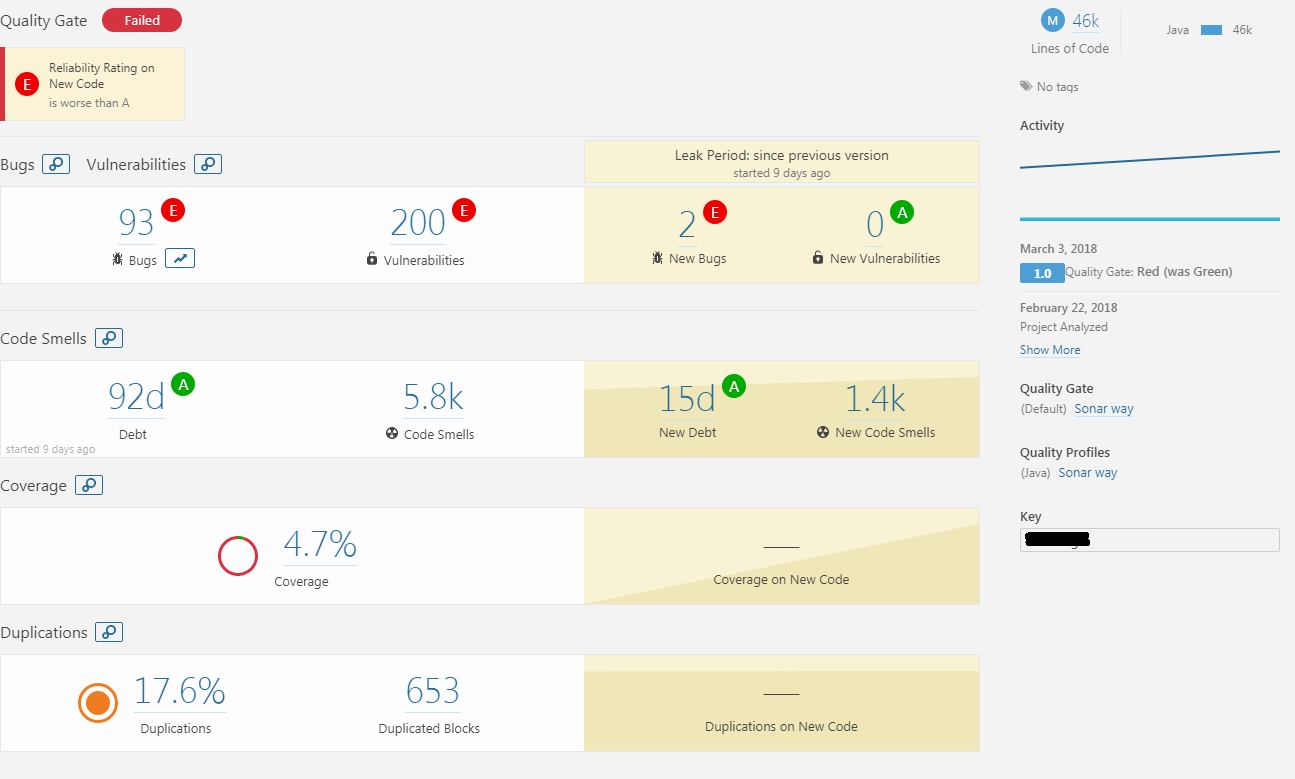 Quality Gate Failed
E
Reliability Rating on
New Code
is worse than A
Bugs Vulnerabilities
Leak Period: since previous version
started 9 days ago
93 E 200 E 2 E 0 A
Bugs Vulnerabilities New Bugs New Vulnerabilities
Code Smells
92d A 5.8k 15d A 1.4k
Debt Code Smells New Debt New Code Smells
started 9 days ago
Coverage
4.7%
Coverage Coverage on New Code
Duplications
17.6% 653
Duplications Duplicated Blocks Duplications on New Code
M 46k
Lines of Code
Java 46k
No tags
Activity
March 3, 2018
1.0 Quality Gate: Red (was Green)
February 22, 2018
Project Analyzed
Show More
Quality Gate
(Default) Sonar way
Quality Profiles
(Java) Sonar way
Key